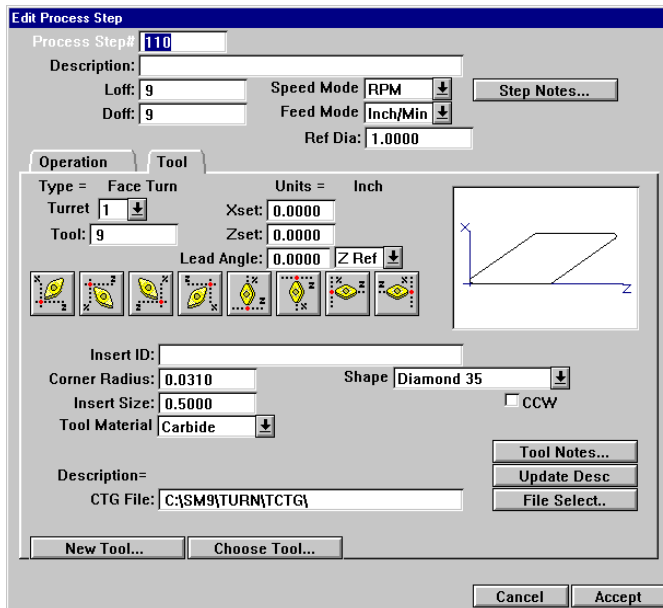 Edit Process Step
Process Step# 110
Description:
Loff: 9 Speed Mode RPM Step Notes...
Doff: 9 Feed Mode Inch/Min
Ref Dia: 1.0000
Operation Tool
Type = Face Turn Units = Inch
Turret 1 Xset: 0.0000
Tool: 9 Zset: 0.0000
Lead Angle: 0.0000 Z Ref
X Z
x z x z x z x z x z x z x z x z
Insert ID:
Corner Radius: 0.0310 Shape Diamond 35
Insert Size: 0.5000 CCW
Tool Material Carbide
Tool Notes...
Description= Update Desc
CTG File: C:\SM9\TURN\TCTG\ File Select..
New Tool... Choose Tool...
Cancel Accept